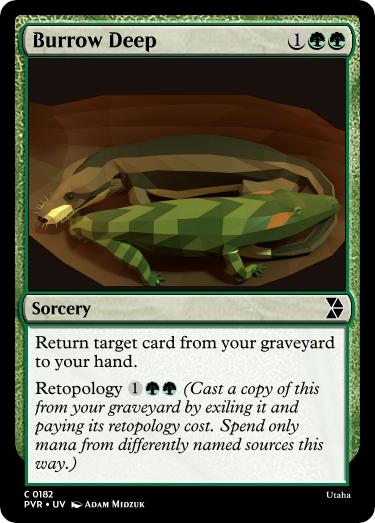 Burrow Deep 1
Sorcery
Return target card from your graveyard
to your hand.
Retopology 1 (Cast a copy of this
from your graveyard by exiling it and
paying its retopology cost. Spend only
mana from differently named sources this
way.)
C 0182
PVR • UV Adam Midzuk
Utaha